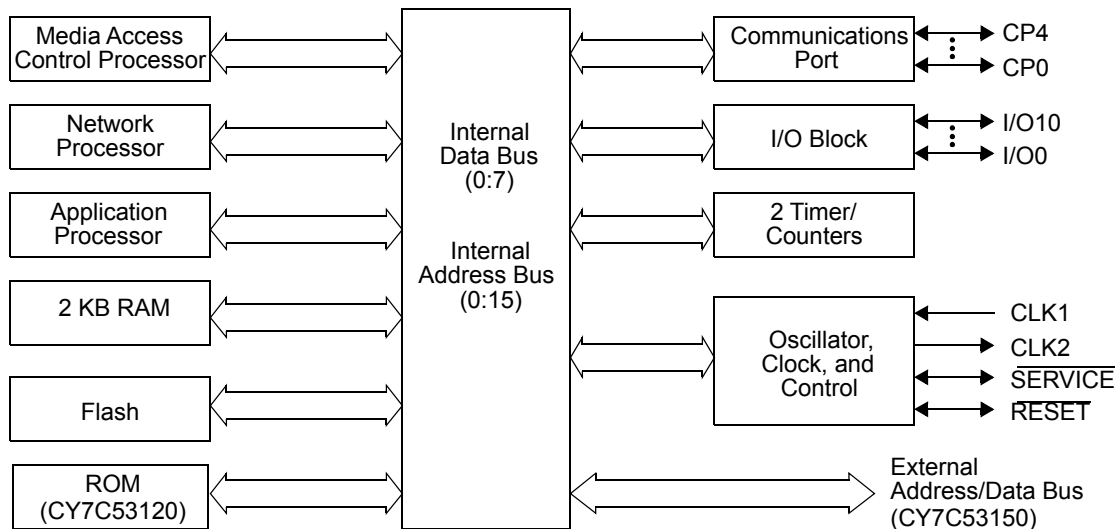 Media Access
Control Processor
Network
Processor
Application
Processor
2 KB RAM
Flash
ROM
(CY7C53120)
Internal
Data Bus
(0:7)
Internal
Address Bus
(0:15)
Communications
Port
CP4
CP0
I/O Block
I/O10
I/O0
2 Timer/
Counters
Oscillator,
Clock, and
Control
CLK1
CLK2
SERVICE
RESET
External
Address/Data Bus
(CY7C53150)